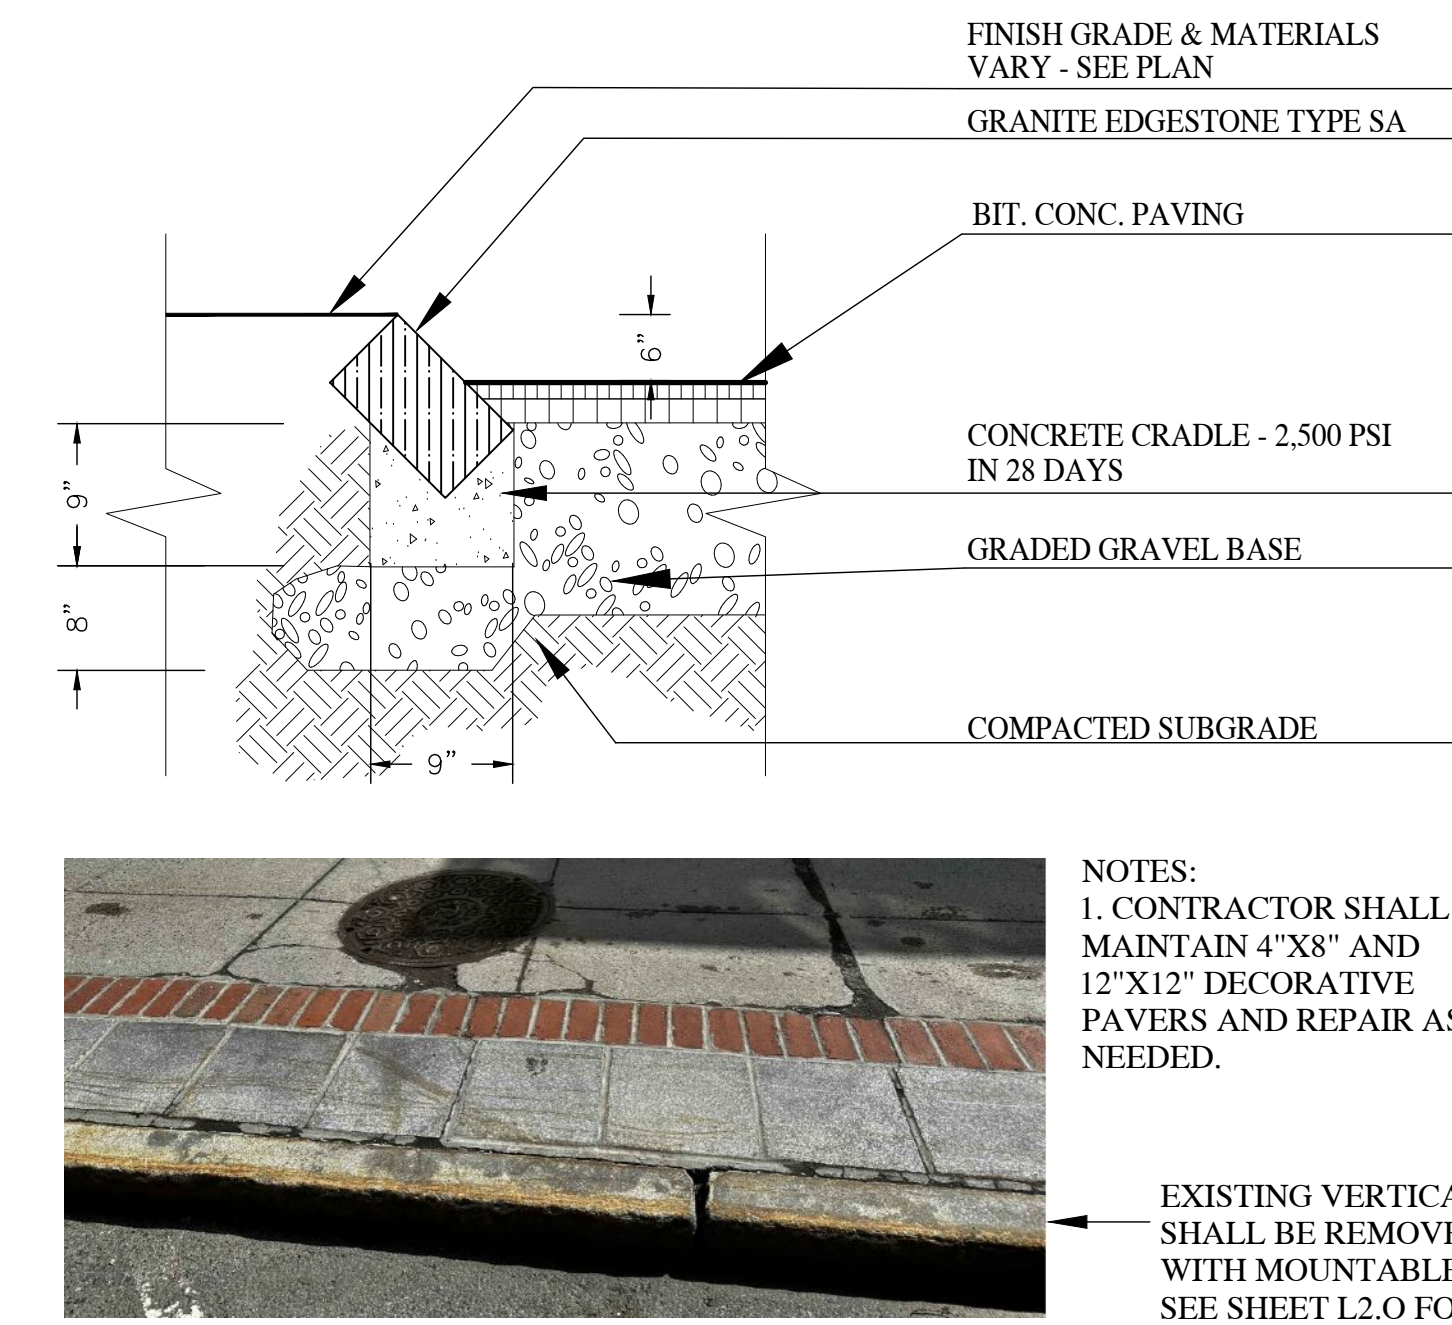 FINISH GRADE & MATERIALS
VARY - SEE PLAN
GRANITE EDGESTONE TYPE SA
BIT. CONC. PAVING
6"
CONCRETE CRADLE - 2,500 PSI
IN 28 DAYS
9"
GRADED GRAVEL BASE
8"
COMPACTED SUBGRADE
9"
NOTES:
1. CONTRACTOR SHALL
MAINTAIN 4"X8" AND
12"X12" DECORATIVE
PAVERS AND REPAIR AS
NEEDED.
EXISTING VERTICA
SHALL BE REMOVE
WITH MOUNTABLE
SEE SHEET L2.O FO